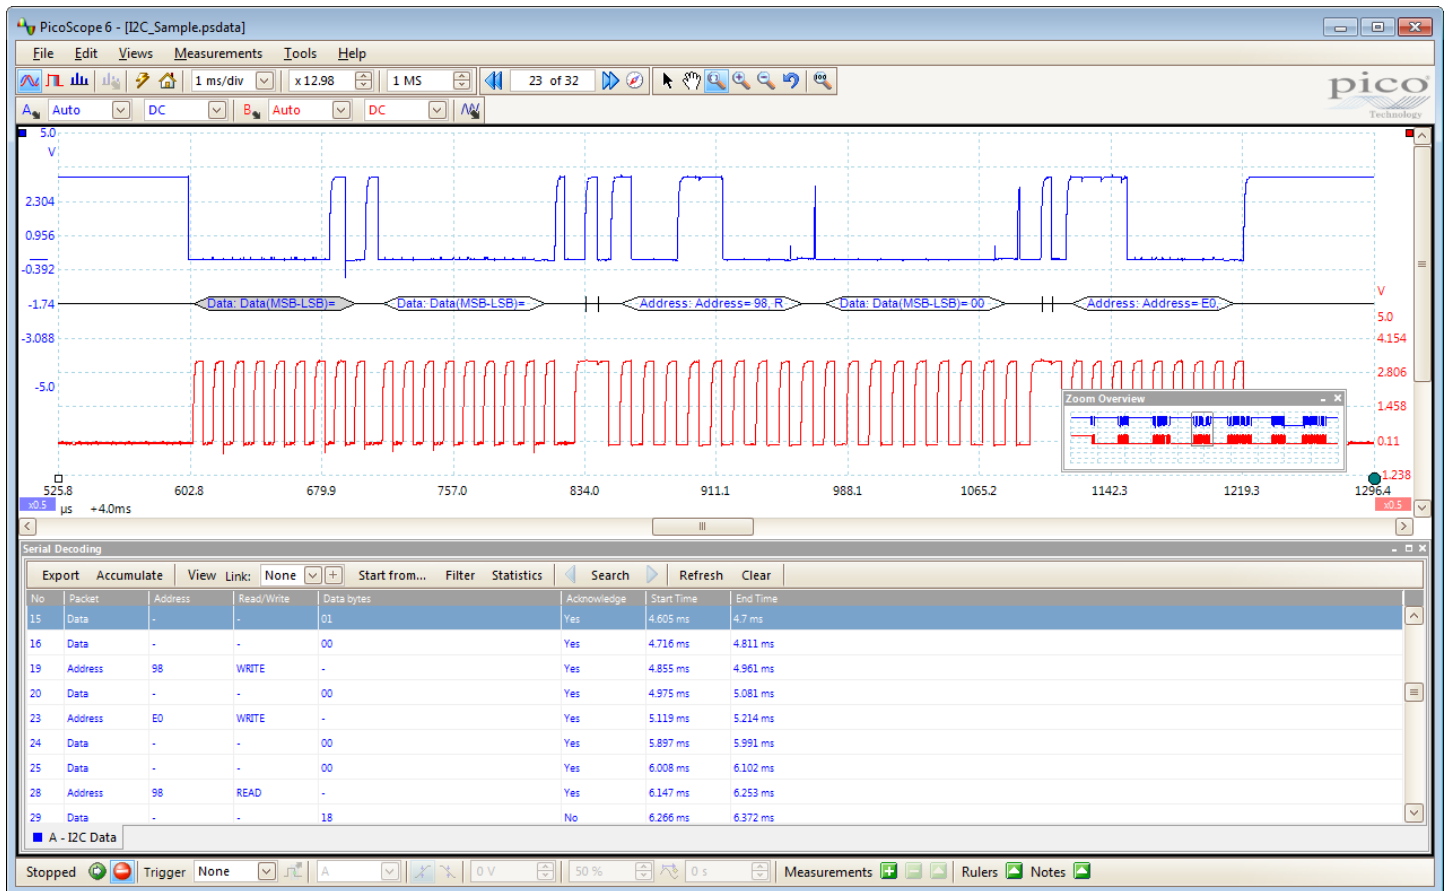 PicoScope 6 - [I2C_Sample.psdata]
File Edit Views Measurements Tools Help
1 ms/div x 12.98 1 MS 23 of 32
pico
Technology
A Auto DC B Auto DC
5.0
V
2.304
0.956
-0.392
-1.74
-3.088
-5.0
Data: Data(MSB-LSB)= Data: Data(MSB-LSB)= Address: Address= 98, R Data: Data(MSB-LSB)= 00 Address: Address= E0,
V
5.0
4.154
2.806
1.458
0.11
-1.238
Zoom Overview
525.8 602.8 679.9 757.0 834.0 911.1 988.1 1065.2 1142.3 1219.3 1296.4
x0.5 µs +4.0ms x0.5
Serial Decoding
Export Accumulate View Link: None Start from... Filter Statistics Search Refresh Clear
No Packet Address Read/Write Data bytes Acknowledge Start Time End Time
15 Data - - 01 Yes 4.605 ms 4.7 ms
16 Data - - 00 Yes 4.716 ms 4.811 ms
19 Address 98 WRITE - Yes 4.855 ms 4.961 ms
20 Data - - 00 Yes 4.975 ms 5.081 ms
23 Address E0 WRITE - Yes 5.119 ms 5.214 ms
24 Data - - 00 Yes 5.897 ms 5.991 ms
25 Data - - 00 Yes 6.008 ms 6.102 ms
28 Address 98 READ - Yes 6.147 ms 6.253 ms
29 Data - - 18 No 6.266 ms 6.372 ms
A - I2C Data
Stopped Trigger None A 0 V 50 % 0 s Measurements Rulers Notes